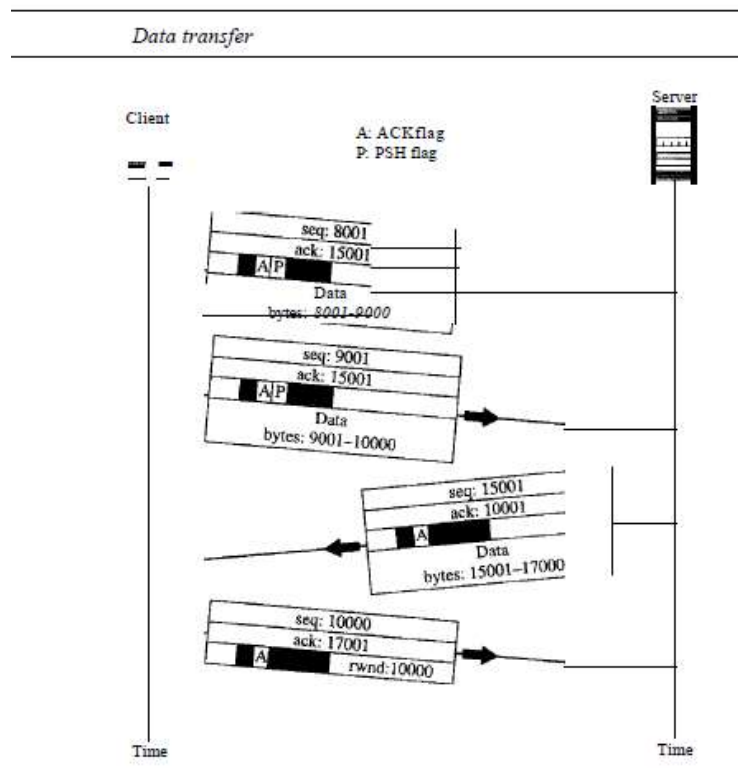 Data transfer
Server
Client
A: ACK flag
P: PSH flag
seq: 8001
ack: 15001
A P
Data
bytes: 8001-9000
seq: 9001
ack: 15001
A P
Data
bytes: 9001–10000
seq: 15001
ack: 10001
A
Data
bytes: 15001–17000
seq: 10000
ack: 17001
A
rwnd:10000
Time
Time